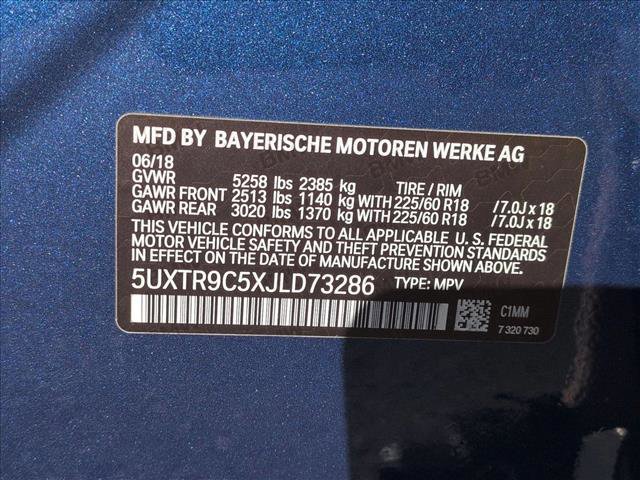 MFD BY BAYERISCHE MOTOREN WERKE AG
06/18
GVWR 5258 lbs 2385 kg TIRE / RIM
GAWR FRONT 2513 lbs 1140 kg WITH 225/60 R18 /7.0J x 18
GAWR REAR 3020 lbs 1370 kg WITH 225/60 R18 /7.0J x 18
THIS VEHICLE CONFORMS TO ALL APPLICABLE U. S. FEDERAL
MOTOR VEHICLE SAFETY AND THEFT PREVENTION STANDARDS
IN EFFECT ON THE DATE OF MANUFACTURE SHOWN ABOVE.
5UXTR9C5XJLD73286 TYPE: MPV
C1MM
7 320 730